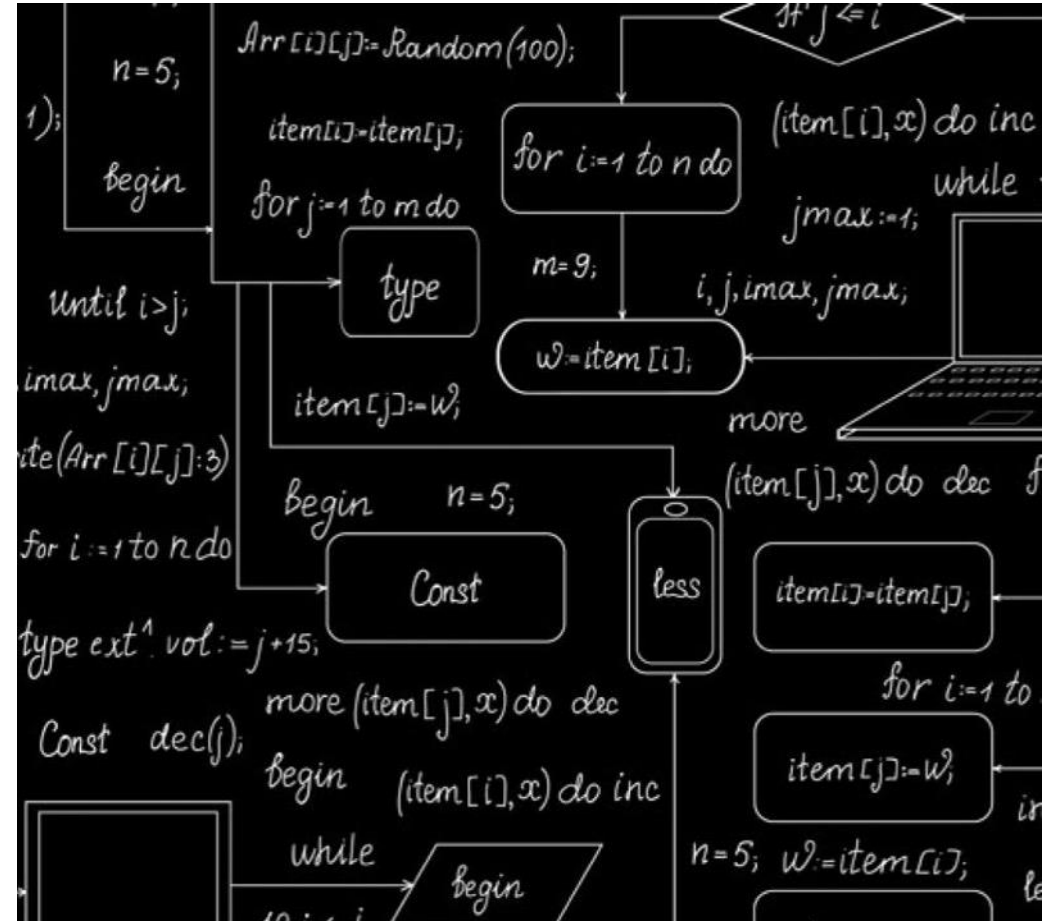 If j <= i
Arr[i][j]:=Random(100);
n=5;
1);
item[i]:=item[j];
for i:=1 to n do
(item[i],x) do inc
begin
for j:=1 to m do
while
jmax:=1;
m=9;
type
i, j, imax, jmax;
until i>j;
w:=item[i];
imax, jmax;
item[j]:=w;
more
ite(Arr[i][j]:3)
(item[j],x) do dec
begin
n=5;
for i:=1 to n do
Const
less
item[i]:=item[j];
type ext^ vol:=j+15;
for i:=1 to
more (item[j],x) do dec
Const dec(j);
item[j]:=w;
begin
(item[i],x) do inc
while
n=5; w:=item[i];
begin